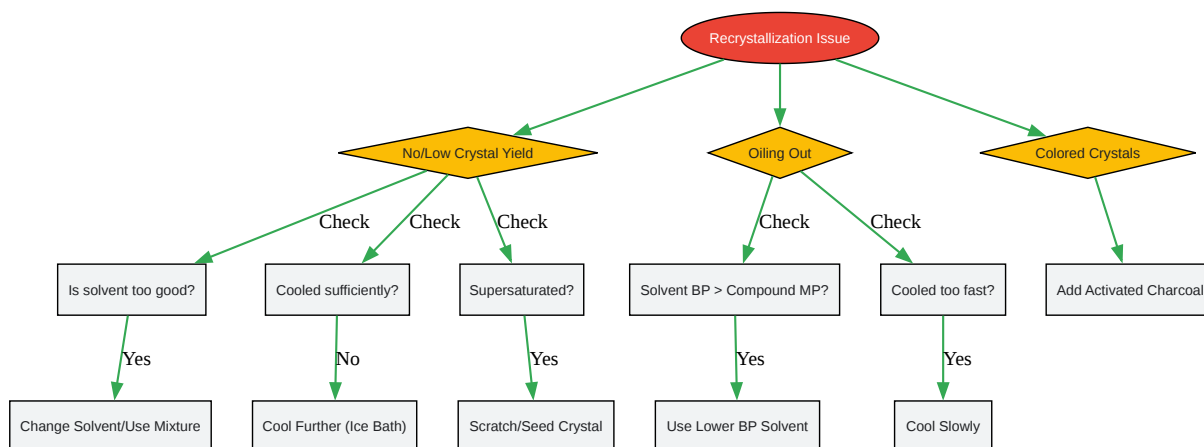 Recrystallization Issue
No/Low Crystal Yield
Oiling Out
Colored Crystals
Check
Check
Check
Check
Check
Is solvent too good?
Cooled sufficiently?
Supersaturated?
Solvent BP > Compound MP?
Cooled too fast?
Add Activated Charcoal
Yes
No
Yes
Yes
Yes
Change Solvent/Use Mixture
Cool Further (Ice Bath)
Scratch/Seed Crystal
Use Lower BP Solvent
Cool Slowly